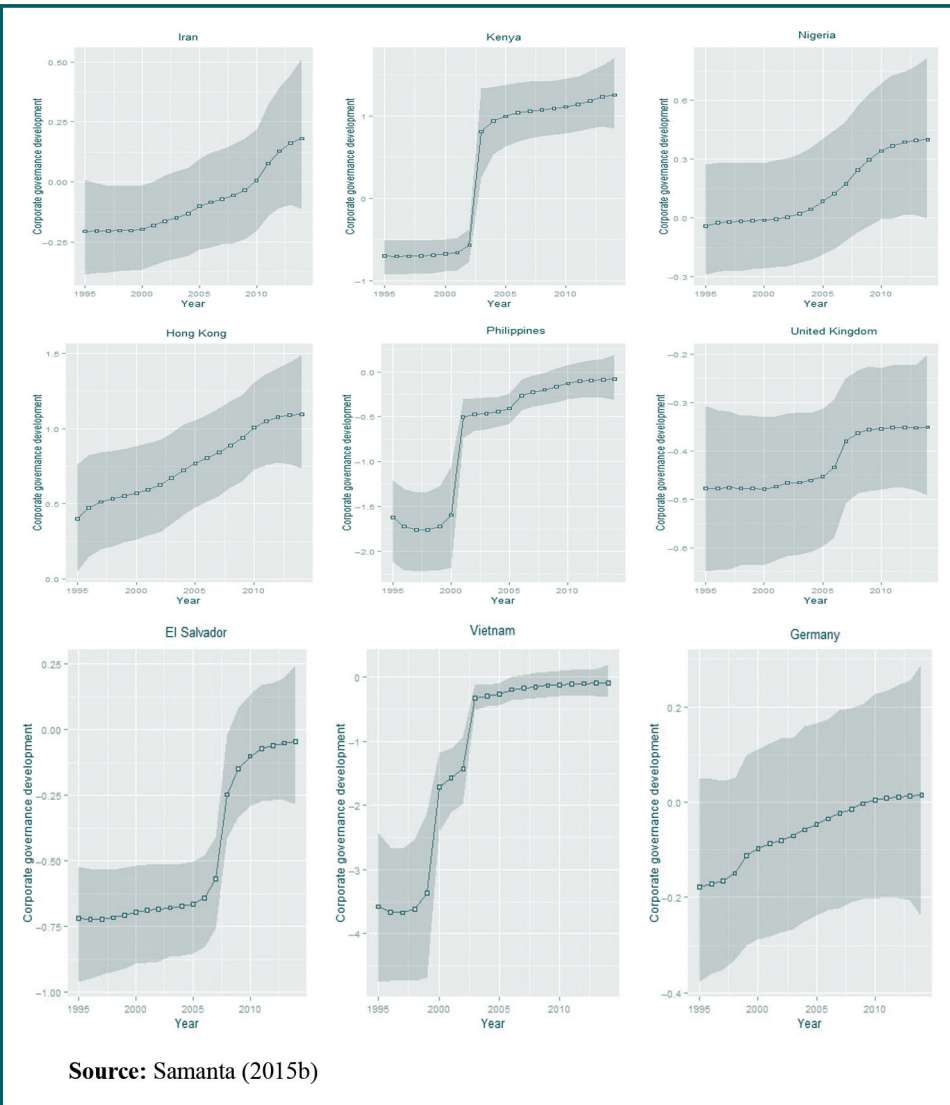 Iran
Corporate governance development
0.50
0.25
0.00
−0.25
1995
2000
2005
2010
Year
Kenya
Corporate governance development
1
0
−1
1995
2000
2005
2010
Year
Nigeria
Corporate governance development
0.6
0.3
0.0
−0.3
1995
2000
2005
2010
Year
Hong Kong
Corporate governance development
1.5
1.0
0.5
0.0
1995
2000
2005
2010
Year
Philippines
Corporate governance development
0.0
−0.5
−1.0
−1.5
−2.0
1995
2000
2005
2010
Year
United Kingdom
Corporate governance development
−0.2
−0.3
−0.4
−0.5
−0.6
1995
2000
2005
2010
Year
El Salvador
Corporate governance development
0.25
0.00
−0.25
−0.50
−0.75
−1.00
1995
2000
2005
2010
Year
Vietnam
Corporate governance development
0
−1
−2
−3
−4
1995
2000
2005
2010
Year
Germany
Corporate governance development
0.2
0.0
−0.2
−0.4
1995
2000
2005
2010
Year
Source: Samanta (2015b)